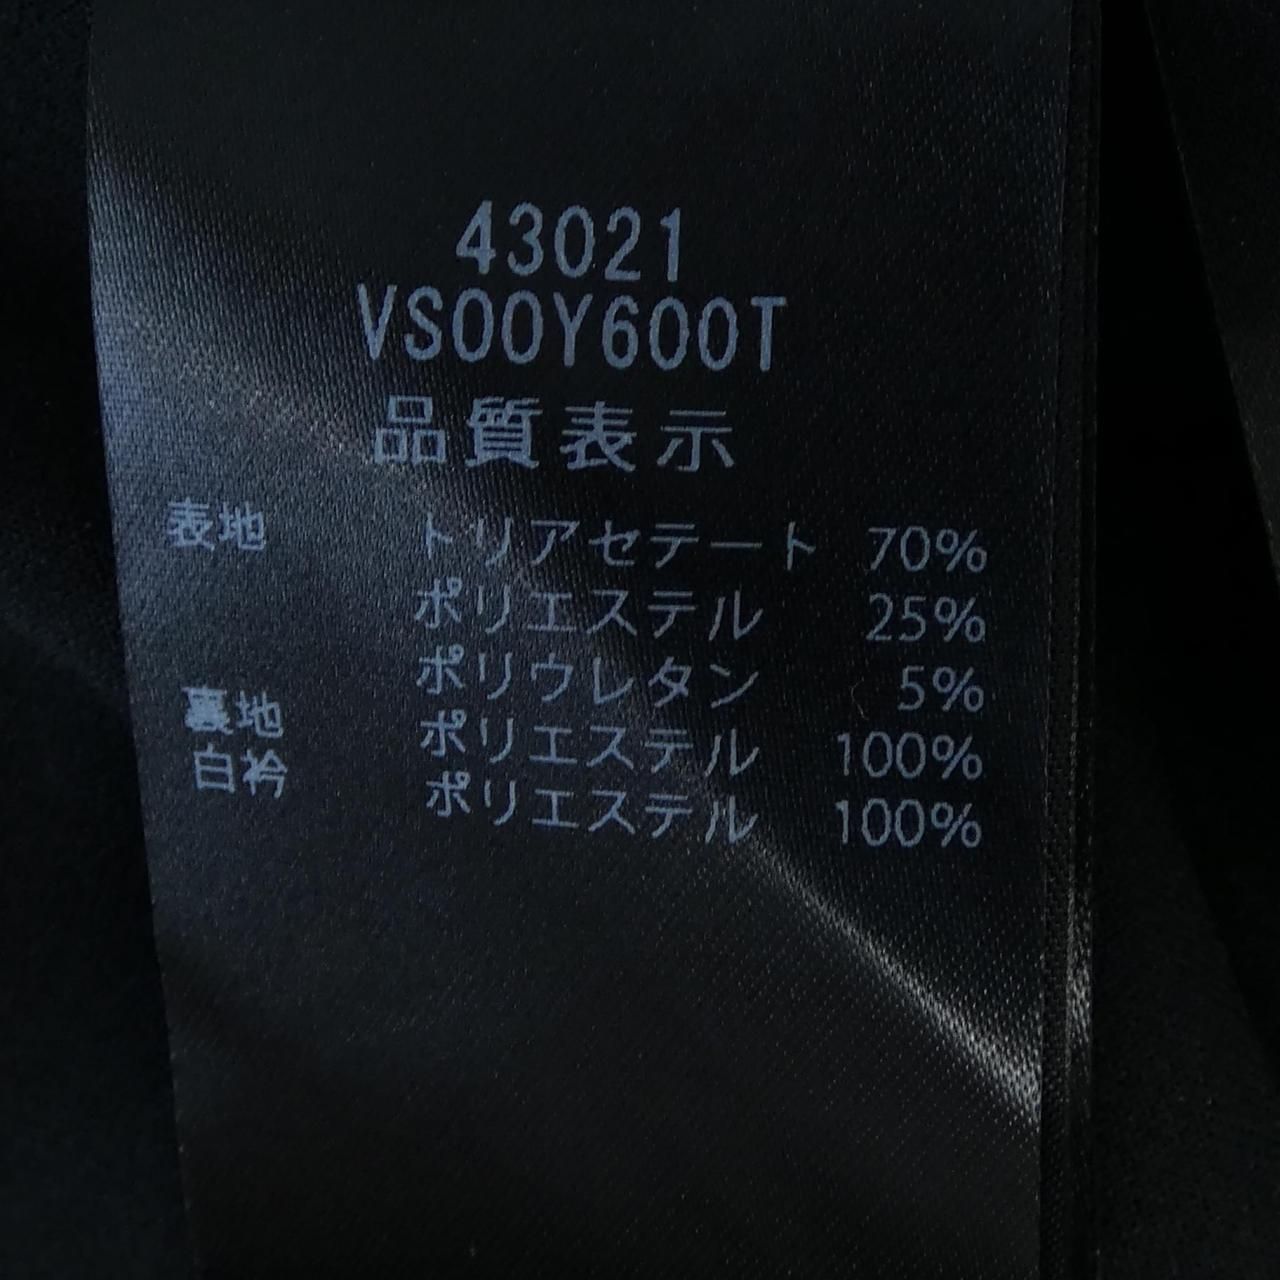 43021
VS00Y600T
品質表示
表地 トリアセテート 70%
ポリエステル 25%
ポリウレタン 5%
裏地 ポリエステル 100%
白衿 ポリエステル 100%